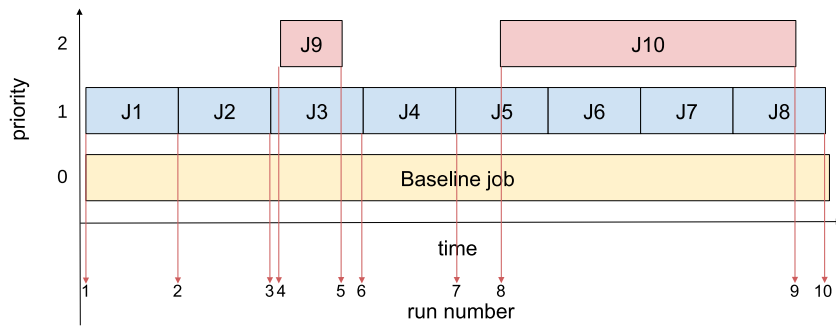 2 J9 J10
priority
1 J1 J2 J3 J4 J5 J6 J7 J8
0 Baseline job
time
1 2 3 4 5 6 7 8 9 10
run number